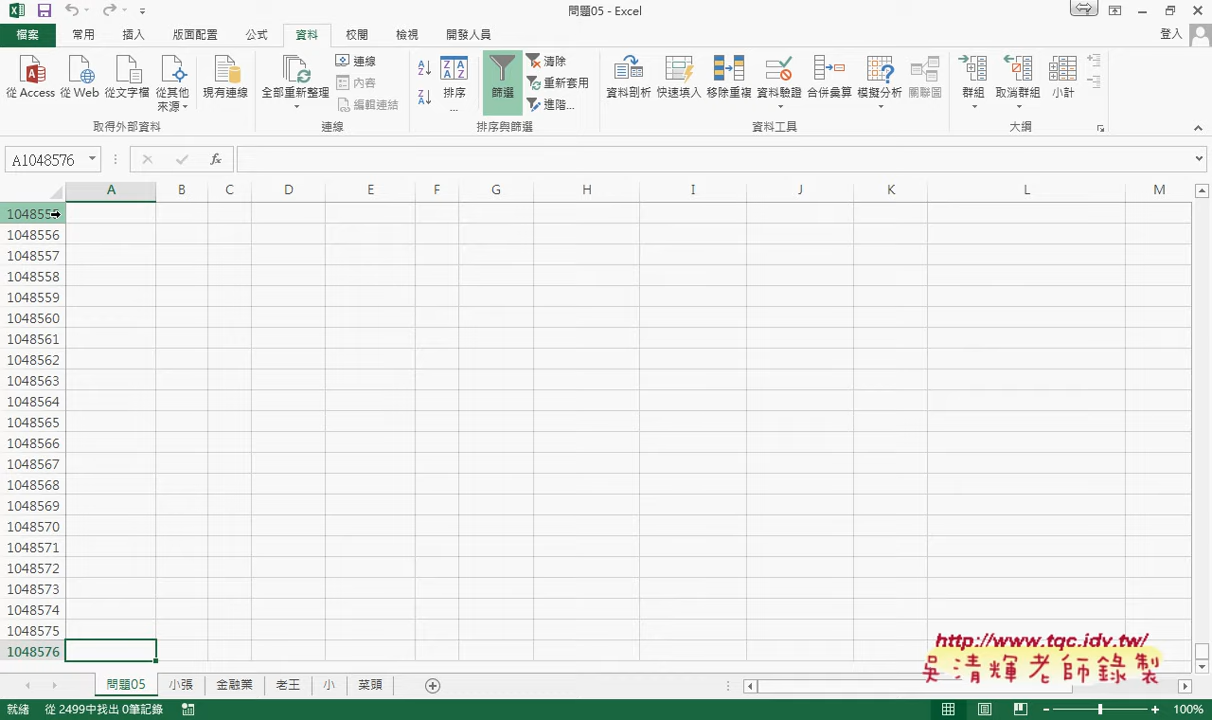 問題05 - Excel
檔案 常用 插入 版面配置 公式 資料 校閱 檢視 開發人員 登入
從 Access 從 Web 從文字檔 從其他來源 現有連線 全部重新整理 連線 內容 編輯連結 排序... 篩選 清除 重新套用 進階... 資料剖析 快速填入 移除重複 資料驗證 合併彙算 模擬分析 關聯圖 群組 取消群組 小計
取得外部資料 連線 排序與篩選 資料工具 大綱
A1048576 fx
A B C D E F G H I J K L M
1048555
1048556
1048557
1048558
1048559
1048560
1048561
1048562
1048563
1048564
1048565
1048566
1048567
1048568
1048569
1048570
1048571
1048572
1048573
1048574
1048575
1048576
http://www.tqc.idv.tw/
吳清輝老師錄製
問題05 小張 金融業 老王 小 菜頭
就緒 從 2499中找出 0筆記錄 100%